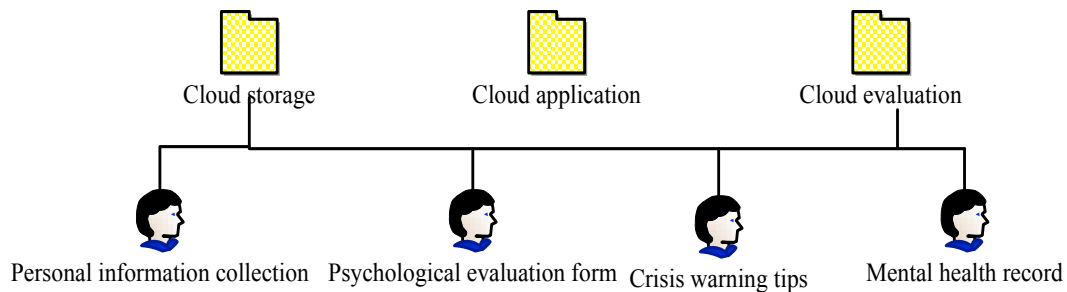 Cloud storage
Cloud application
Cloud evaluation
Personal information collection
Psychological evaluation form
Crisis warning tips
Mental health record